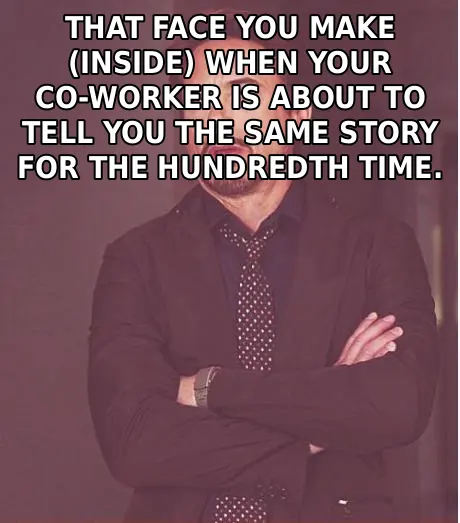 THAT FACE YOU MAKE
(INSIDE) WHEN YOUR
CO-WORKER IS ABOUT TO
TELL YOU THE SAME STORY
FOR THE HUNDREDTH TIME.